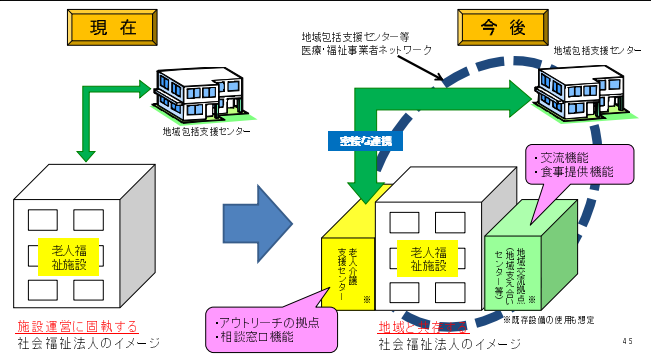 現 在
地域包括支援センター
老人福
祉施設
施設運営に固執する
社会福祉法人のイメージ
今 後
地域包括支援センター等
医療・福祉事業者ネットワーク
地域包括支援センター
密接な連携
・交流機能
・食事提供機能
老人介護
支援センター
※
老人福
祉施設
地域交流拠点
(地域支え合い
センター等)
※
・アウトリーチの拠点
・相談窓口機能
※既存設備の使用も想定
地域と共存する
社会福祉法人のイメージ
45